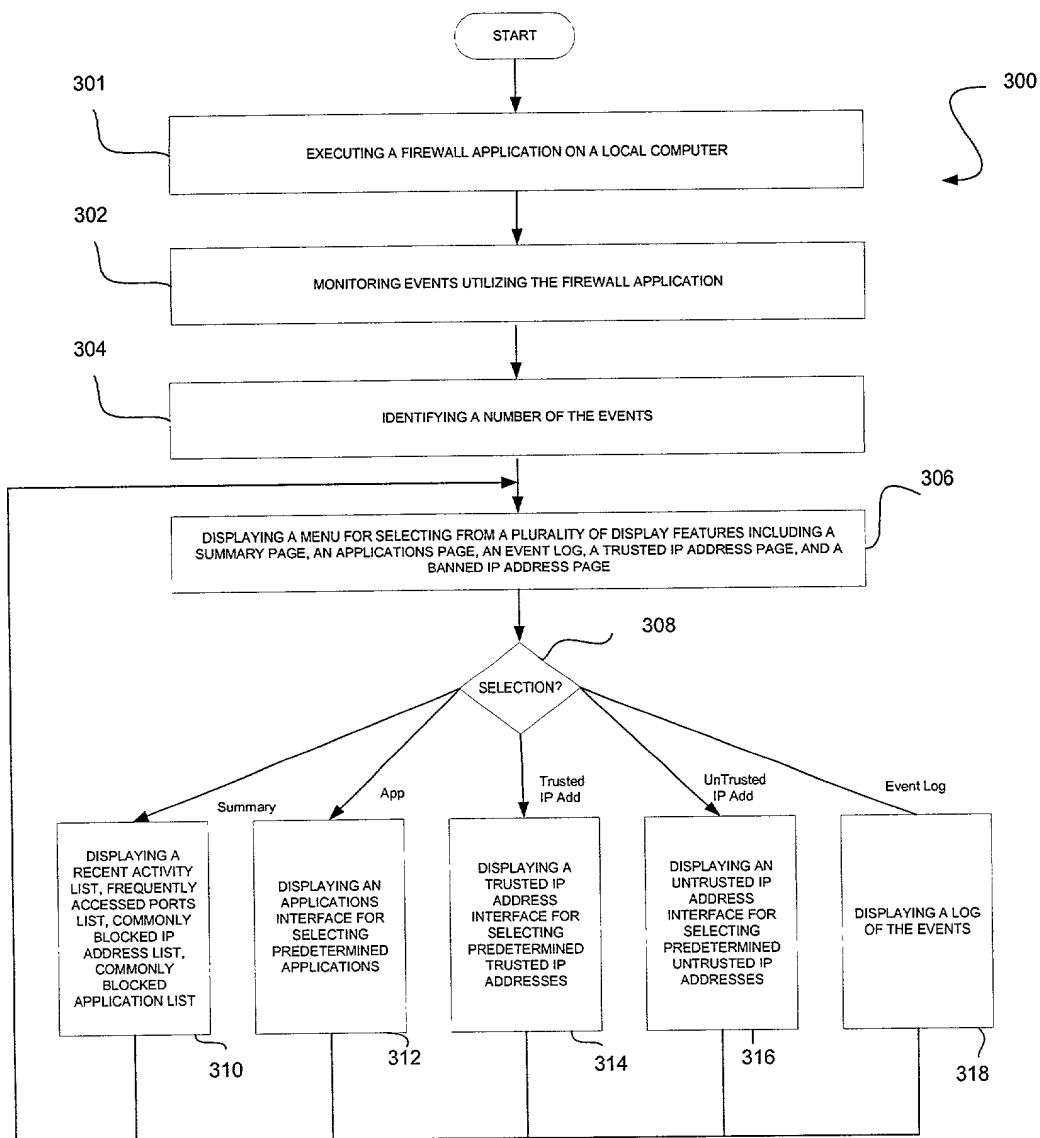 START
301
300
EXECUTING A FIREWALL APPLICATION ON A LOCAL COMPUTER
302
MONITORING EVENTS UTILIZING THE FIREWALL APPLICATION
304
IDENTIFYING A NUMBER OF THE EVENTS
306
DISPLAYING A MENU FOR SELECTING FROM A PLURALITY OF DISPLAY FEATURES INCLUDING A
SUMMARY PAGE, AN APPLICATIONS PAGE, AN EVENT LOG, A TRUSTED IP ADDRESS PAGE, AND A
BANNED IP ADDRESS PAGE
308
SELECTION?
Summary
App
Trusted
IP Add
UnTrusted
IP Add
Event Log
DISPLAYING A
RECENT ACTIVITY
LIST, FREQUENTLY
ACCESSED PORTS
LIST, COMMONLY
BLOCKED IP
ADDRESS LIST,
COMMONLY
BLOCKED
APPLICATION LIST
310
DISPLAYING AN
APPLICATIONS
INTERFACE FOR
SELECTING
PREDETERMINED
APPLICATIONS
312
DISPLAYING A
TRUSTED IP
ADDRESS
INTERFACE FOR
SELECTING
PREDETERMINED
TRUSTED IP
ADDRESSES
314
DISPLAYING AN
UNTRUSTED IP
ADDRESS
INTERFACE FOR
SELECTING
PREDETERMINED
UNTRUSTED IP
ADDRESSES
316
DISPLAYING A LOG
OF THE EVENTS
318